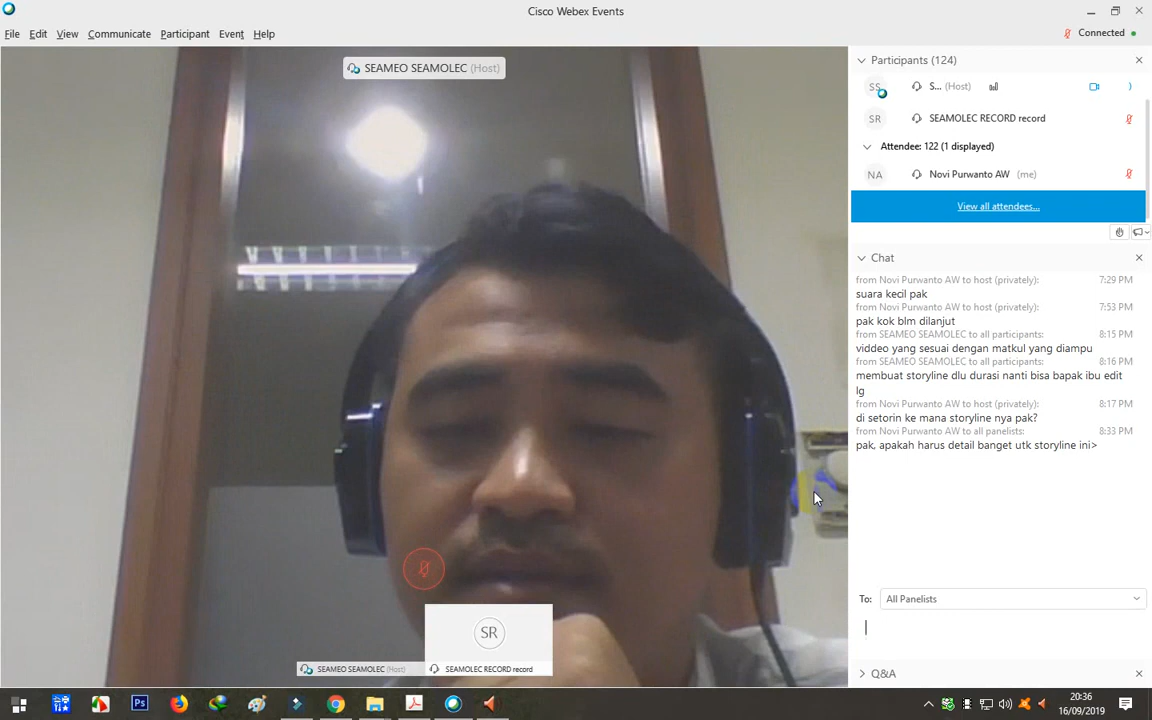 Cisco Webex Events
File Edit View Communicate Participant Event Help
Connected
SEAMEO SEAMOLEC (Host)
SR
SEAMEO SEAMOLEC (Host)
SEAMOLEC RECORD record
Participants (124)
SS S... (Host)
SR SEAMOLEC RECORD record
Attendee: 122 (1 displayed)
NA Novi Purwanto AW (me)
View all attendees...
Chat
from Novi Purwanto AW to host (privately): 7:29 PM
suara kecil pak
from Novi Purwanto AW to host (privately): 7:53 PM
pak kok blm dilanjut
from SEAMEO SEAMOLEC to all participants: 8:15 PM
viddeo yang sesuai dengan matkul yang diampu
from SEAMEO SEAMOLEC to all participants: 8:16 PM
membuat storyline dlu durasi nanti bisa bapak ibu edit
lg
from Novi Purwanto AW to host (privately): 8:17 PM
di setorin ke mana storyline nya pak?
from Novi Purwanto AW to all panelists: 8:33 PM
pak, apakah harus detail banget utk storyline ini>
To: All Panelists
Q&A
Ps
20:36
16/09/2019